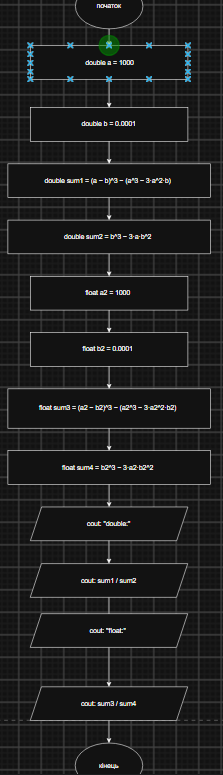 початок
double a = 1000
double b = 0.0001
double sum1 = (a − b)^3 − (a^3 − 3·a^2·b)
double sum2 = b^3 − 3·a·b^2
float a2 = 1000
float b2 = 0.0001
float sum3 = (a2 − b2)^3 − (a2^3 − 3·a2^2·b2)
float sum4 = b2^3 − 3·a2·b2^2
cout: "double:"
cout: sum1 / sum2
cout: "float:"
cout: sum3 / sum4
кінець